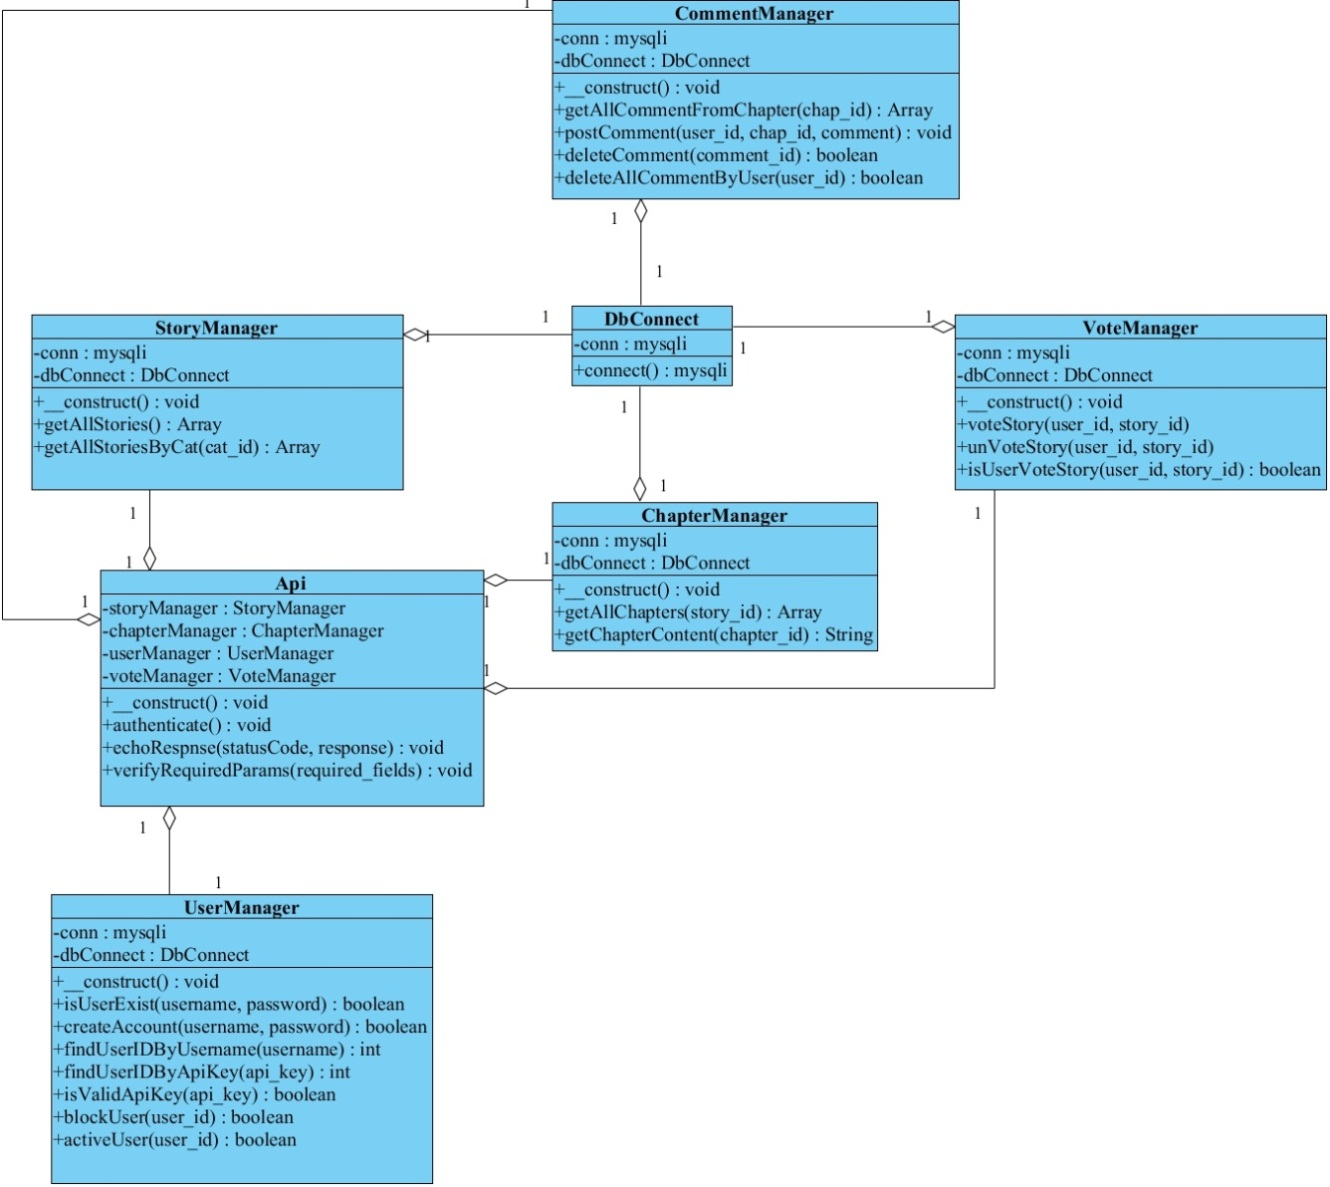 1
CommentManager
-conn : mysqli
-dbConnect : DbConnect
+__construct() : void
+getAllCommentFromChapter(chap_id) : Array
+postComment(user_id, chap_id, comment) : void
+deleteComment(comment_id) : boolean
+deleteAllCommentByUser(user_id) : boolean
1
1
StoryManager
-conn : mysqli
-dbConnect : DbConnect
+__construct() : void
+getAllStories() : Array
+getAllStoriesByCat(cat_id) : Array
1
1
DbConnect
-conn : mysqli
+connect() : mysqli
1
1
VoteManager
-conn : mysqli
-dbConnect : DbConnect
+__construct() : void
+voteStory(user_id, story_id)
+unVoteStory(user_id, story_id)
+isUserVoteStory(user_id, story_id) : boolean
1
1
1
1
1
ChapterManager
-conn : mysqli
-dbConnect : DbConnect
+__construct() : void
+getAllChapters(story_id) : Array
+getChapterContent(chapter_id) : String
1
1
1
1
Api
-storyManager : StoryManager
-chapterManager : ChapterManager
-userManager : UserManager
-voteManager : VoteManager
+__construct() : void
+authenticate() : void
+echoRespnse(statusCode, response) : void
+verifyRequiredParams(required_fields) : void
1
1
UserManager
-conn : mysqli
-dbConnect : DbConnect
+__construct() : void
+isUserExist(username, password) : boolean
+createAccount(username, password) : boolean
+findUserIDByUsername(username) : int
+findUserIDByApiKey(api_key) : int
+isValidApiKey(api_key) : boolean
+blockUser(user_id) : boolean
+activeUser(user_id) : boolean